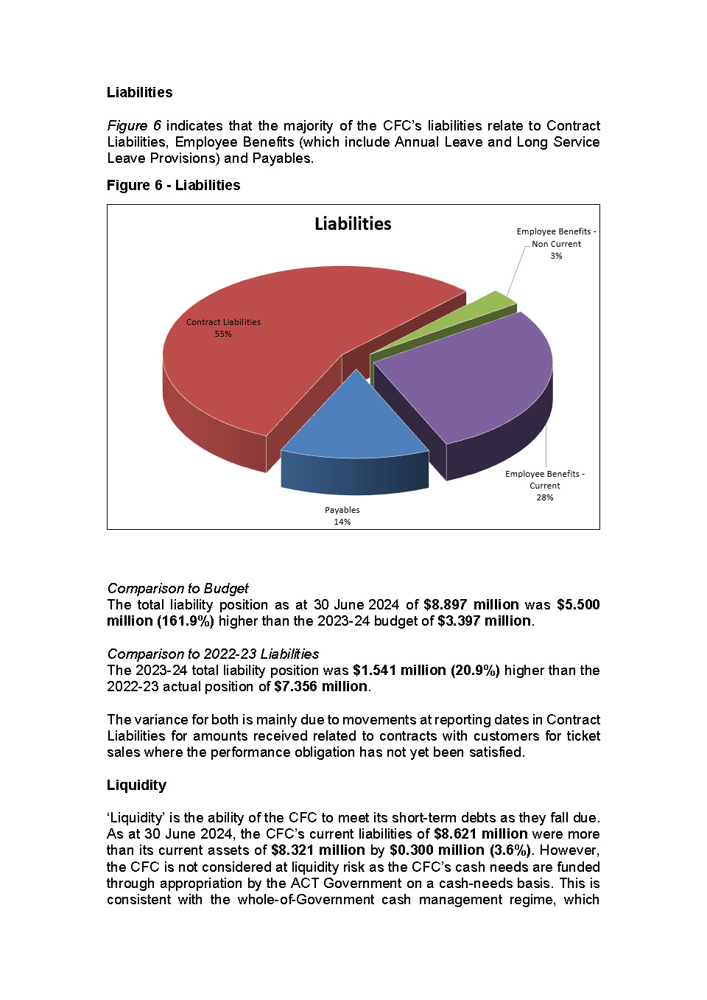 Liabilities
Figure 6 indicates that the majority of the CFC’s liabilities relate to Contract
Liabilities, Employee Benefits (which include Annual Leave and Long Service
Leave Provisions) and Payables.
Figure 6 - Liabilities
Liabilities
Employee Benefits -
Non Current
3%
Contract Liabilities
55%
Employee Benefits -
Current
28%
Payables
14%
Comparison to Budget
The total liability position as at 30 June 2024 of $8.897 million was $5.500
million (161.9%) higher than the 2023-24 budget of $3.397 million.
Comparison to 2022-23 Liabilities
The 2023-24 total liability position was $1.541 million (20.9%) higher than the
2022-23 actual position of $7.356 million.
The variance for both is mainly due to movements at reporting dates in Contract
Liabilities for amounts received related to contracts with customers for ticket
sales where the performance obligation has not yet been satisfied.
Liquidity
‘Liquidity’ is the ability of the CFC to meet its short-term debts as they fall due.
As at 30 June 2024, the CFC’s current liabilities of $8.621 million were more
than its current assets of $8.321 million by $0.300 million (3.6%). However,
the CFC is not considered at liquidity risk as the CFC’s cash needs are funded
through appropriation by the ACT Government on a cash-needs basis. This is
consistent with the whole-of-Government cash management regime, which